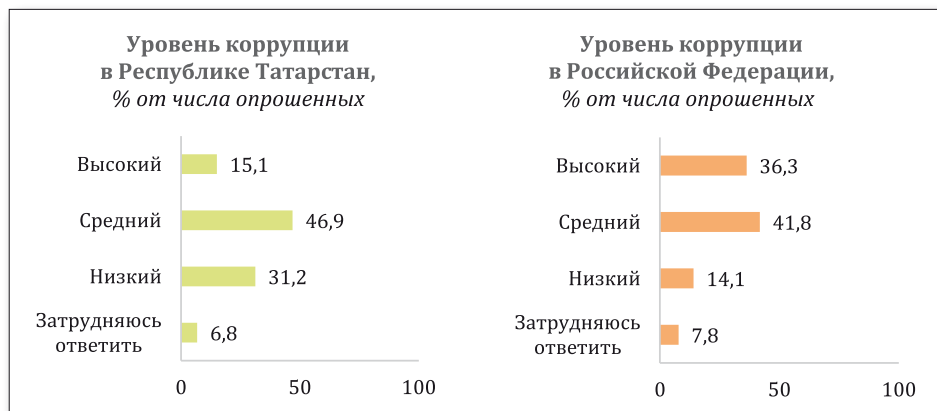 Уровень коррупции
в Республике Татарстан,
% от числа опрошенных
Высокий 15,1
Средний 46,9
Низкий 31,2
Затрудняюсь
ответить 6,8
0 50 100
Уровень коррупции
в Российской Федерации,
% от числа опрошенных
Высокий 36,3
Средний 41,8
Низкий 14,1
Затрудняюсь
ответить 7,8
0 50 100